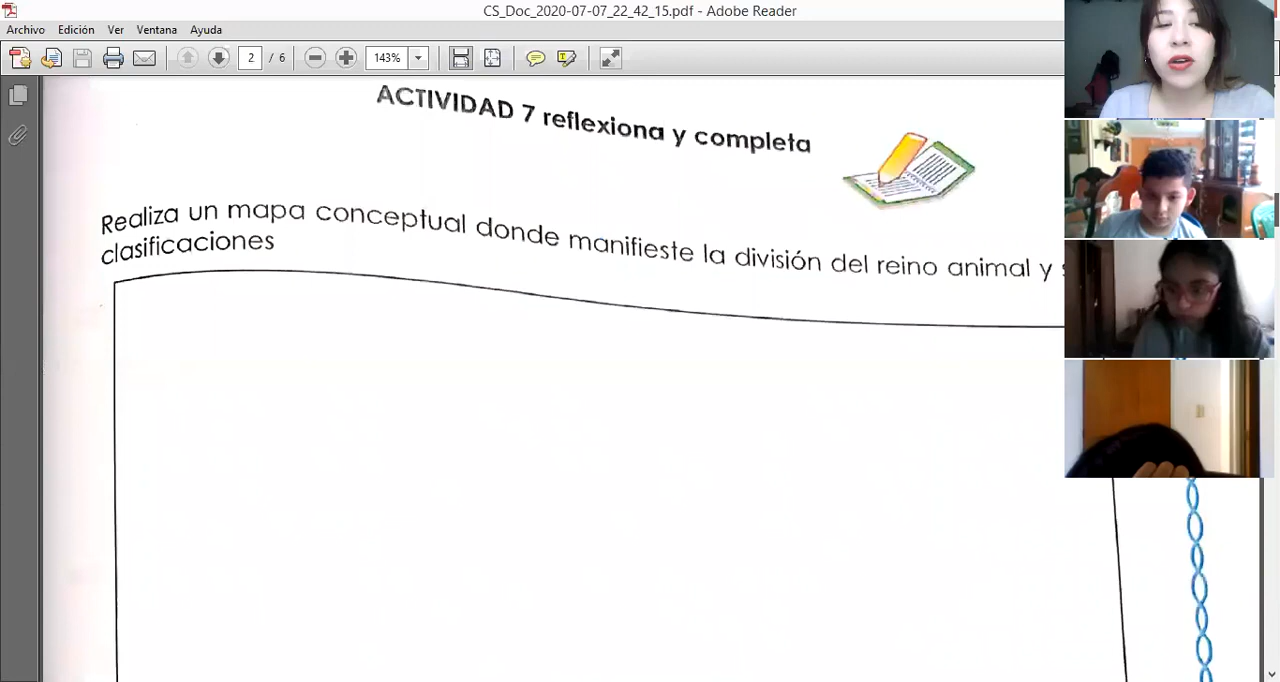 CS_Doc_2020-07-07_22_42_15.pdf - Adobe Reader
Archivo Edición Ver Ventana Ayuda
2 / 6 143%
ACTIVIDAD 7 reflexiona y completa
Realiza un mapa conceptual donde manifieste la división del reino animal y
clasificaciones